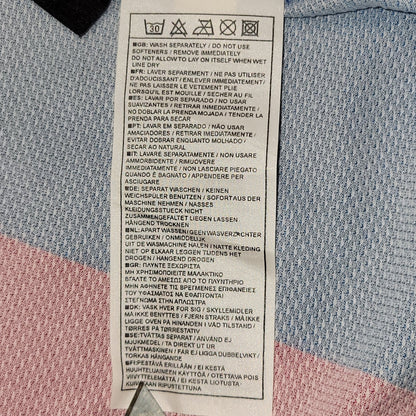 30
GB: WASH SEPARATELY / DO NOT USE
SOFTENERS / REMOVE IMMEDIATELY
DO NOT ALLOW TO LAY ON ITSELF WHEN WET
LINE DRY
FR: LAVER SEPAREMENT / NE PAS UTILISER
D'ADOUCISSANT / ENLEVER IMMEDIATEMENT /
NE PAS LAISSER LE VETEMENT PLIE
LORSQU'IL EST MOUILLE / SECHER AU FIL
ES: LAVAR POR SEPARADO / NO USAR
SUAVIZANTES / RETIRAR INMEDIATAMENTE /
NO DOBLAR LA PRENDA MOJADA / TENDER LA
PRENDA PARA SECAR
PT: LAVAR EM SEPARADO / NÃO USAR
AMACIADORES / RETIRAR IMEDIATAMENTE /
EVITAR DOBRAR ENQUANTO MOLHADO /
SECAR AO NATURAL
IT: LAVARE SEPARATAMENTE / NON USARE
AMMORBIDENTE / RIMUOVERE
IMMEDIATAMENTE / NON LASCIARE PIEGATO
QUANDO È BAGNATO / APPENDERE PER
ASCIUGARE
DE: SEPARAT WASCHEN / KEINEN
WEICHSPÜLER BENUTZEN / SOFORT AUS DER
MASCHINE NEHMEN / NASSES
KLEIDUNGSSTUECK NICHT
ZUSAMMENGEFALTET LIEGEN LASSEN /
HÄNGEND TROCKNEN
NL: APART WASSEN GEEN WASVERZACHTER
GEBRUIKEN / ONMIDDELLIJK
UIT DE WASMACHINE HALEN / NATTE KLEDING
NIET OP ELKAAR LEGGEN TIJDENS HET
DROGEN / HANGEND DROGEN
GR: ΠΛΥΝΤΕ ΞΕΧΩΡΙΣΤΑ
ΜΗ ΧΡΗΣΙΜΟΠΟΙΕΙΤΕ ΜΑΛΑΚΤΙΚΟ
ΒΓΑΛΤΕ ΤΟ ΑΜΕΣΩΣ ΜΕΤΑ ΤΗΝ ΠΛΥΣΗ /
ΜΗΝ ΑΦΗΝΕΤΕ ΤΙΣ ΒΡΕΓΜΕΝΕΣ ΕΠΙΦΑΝΕΙΕΣ
ΤΟΥ ΥΦΑΣΜΑΤΟΣ ΝΑ ΕΦΑΠΤΟΝΤΑΙ /
ΣΤΕΓΝΩΜΑ ΣΤΗΝ ΑΠΛΩΣΤΡΑ
DK: VASK HVER FOR SIG / SKYLLEMIDLER
MÅ IKKE BENYTTES / FJERN STRAKS / MÅ IKKE
LIGGE OVER PÅ HINANDEN I VÅD TILSTAND /
TØRRES PÅ TØRRESTATIV
SE: TVÄTTAS SEPARAT / ANVÄND EJ
MJUKMEDEL / TA DIREKT UT UR
TVÄTTMASKINEN / FÅR EJ LIGGA DUBBELVIKT /
TORKAS HÄNGANDE
FI: PESTÄVÄ ERILLÄÄN / EI KESTÄ
HUUHTELUAINEEN KÄYTTÖÄ / OTETTAVA POIS
VIIVYTTELEMÄTTÄ / EI KESTÄ LIOTUSTA
KUIVATAAN RIPUSTETTUNA